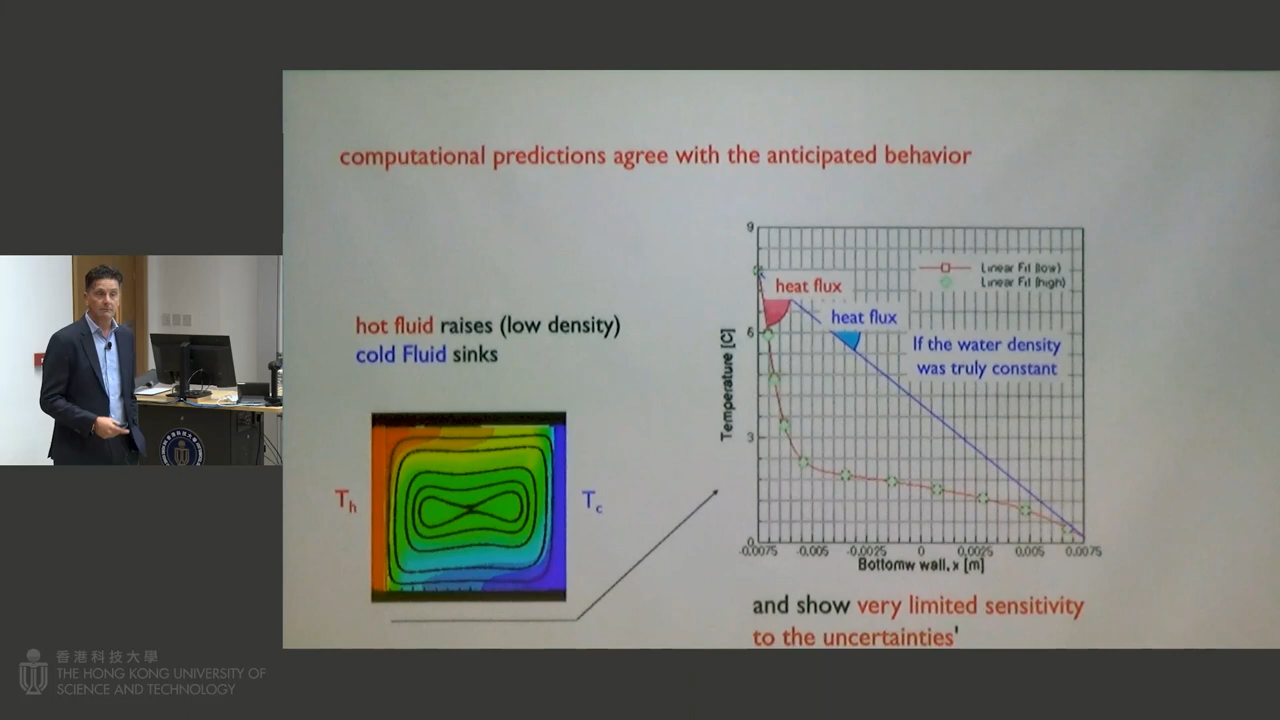 computational predictions agree with the anticipated behavior
hot fluid raises (low density)
cold Fluid sinks
T_h
T_c
9
6
3
0
Temperature [C]
-0.0075 -0.005 -0.0025 0 0.0025 0.005 0.0075
Bottomw wall, x [m]
Linear Fit (low)
Linear Fit (high)
heat flux
heat flux
If the water density
was truly constant
and show very limited sensitivity
to the uncertainties'
香港科技大學
THE HONG KONG UNIVERSITY OF
SCIENCE AND TECHNOLOGY